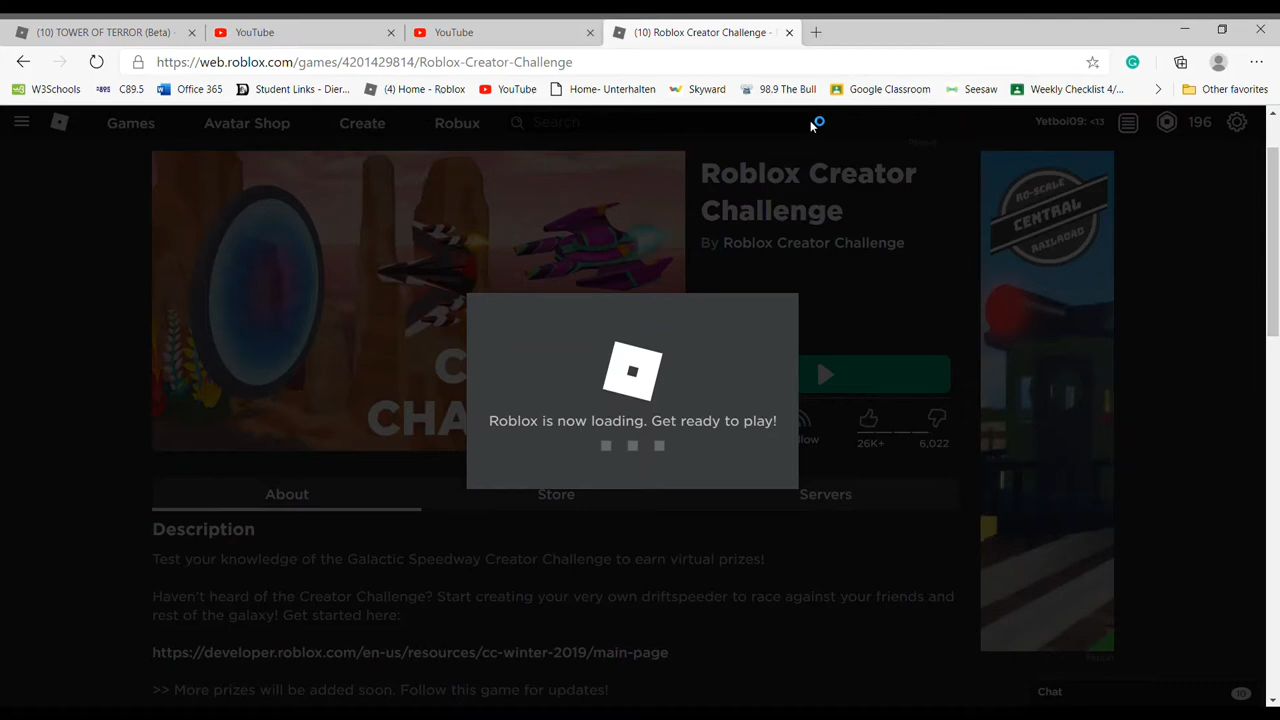 (10) TOWER OF TERROR (Beta) -
YouTube
YouTube
(10) Roblox Creator Challenge -
https://web.roblox.com/games/4201429814/Roblox-Creator-Challenge
W3Schools
C89.5
Office 365
Student Links - Dier...
(4) Home - Roblox
YouTube
Home- Unterhalten
Skyward
98.9 The Bull
Google Classroom
Seesaw
Weekly Checklist 4/...
Other favorites
Games
Avatar Shop
Create
Robux
Search
Yetboi09: <13
196
Roblox Creator
Challenge
By Roblox Creator Challenge
RO-SCALE
CENTRAL
RAILROAD
C
CHA
Roblox is now loading. Get ready to play!
llow
26K+
6,022
About
Store
Servers
Description
Test your knowledge of the Galactic Speedway Creator Challenge to earn virtual prizes!
Haven't heard of the Creator Challenge? Start creating your very own driftspeeder to race against your friends and
rest of the galaxy! Get started here:
https://developer.roblox.com/en-us/resources/cc-winter-2019/main-page
>> More prizes will be added soon. Follow this game for updates!
Chat
10